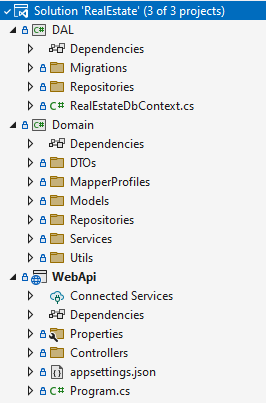 Solution 'RealEstate' (3 of 3 projects)
C# DAL
Dependencies
Migrations
Repositories
C# RealEstateDbContext.cs
C# Domain
Dependencies
DTOs
MapperProfiles
Models
Repositories
Services
Utils
WebApi
Connected Services
Dependencies
Properties
Controllers
appsettings.json
C# Program.cs